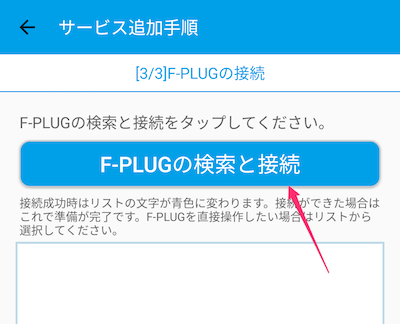 サービス追加手順
[3/3]F-PLUGの接続
F-PLUGの検索と接続をタップしてください。
F-PLUGの検索と接続
接続成功時はリストの文字が青色に変わります。接続ができた場合は
これで準備が完了です。F-PLUGを直接操作したい場合はリストから
選択してください。